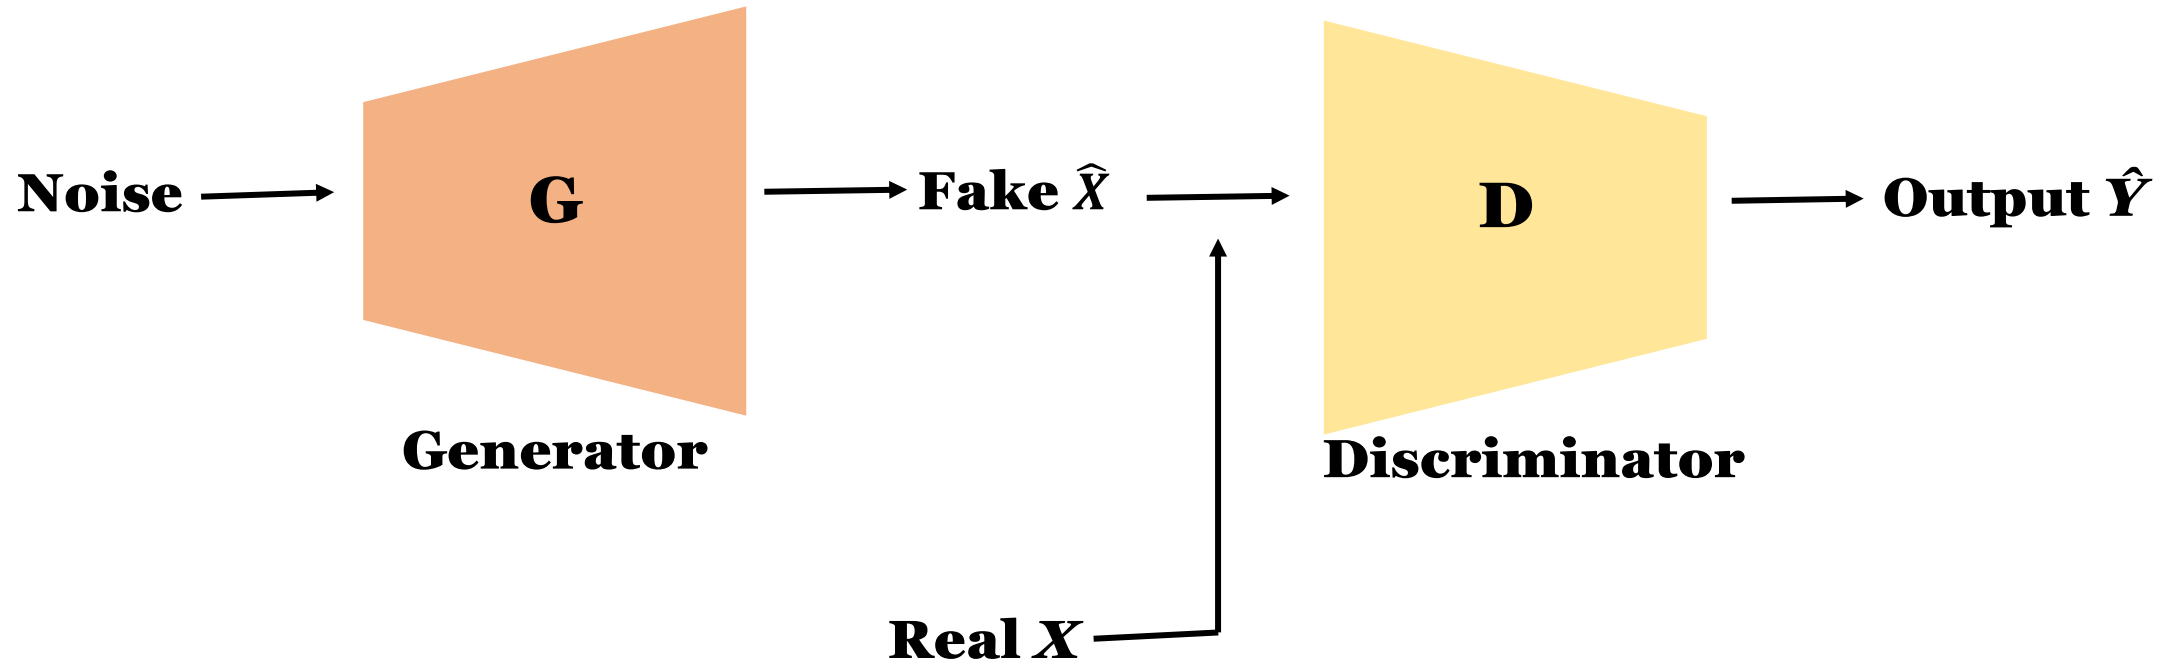 Noise
G
Fake X̂
D
Output Ŷ
Generator
Discriminator
Real X